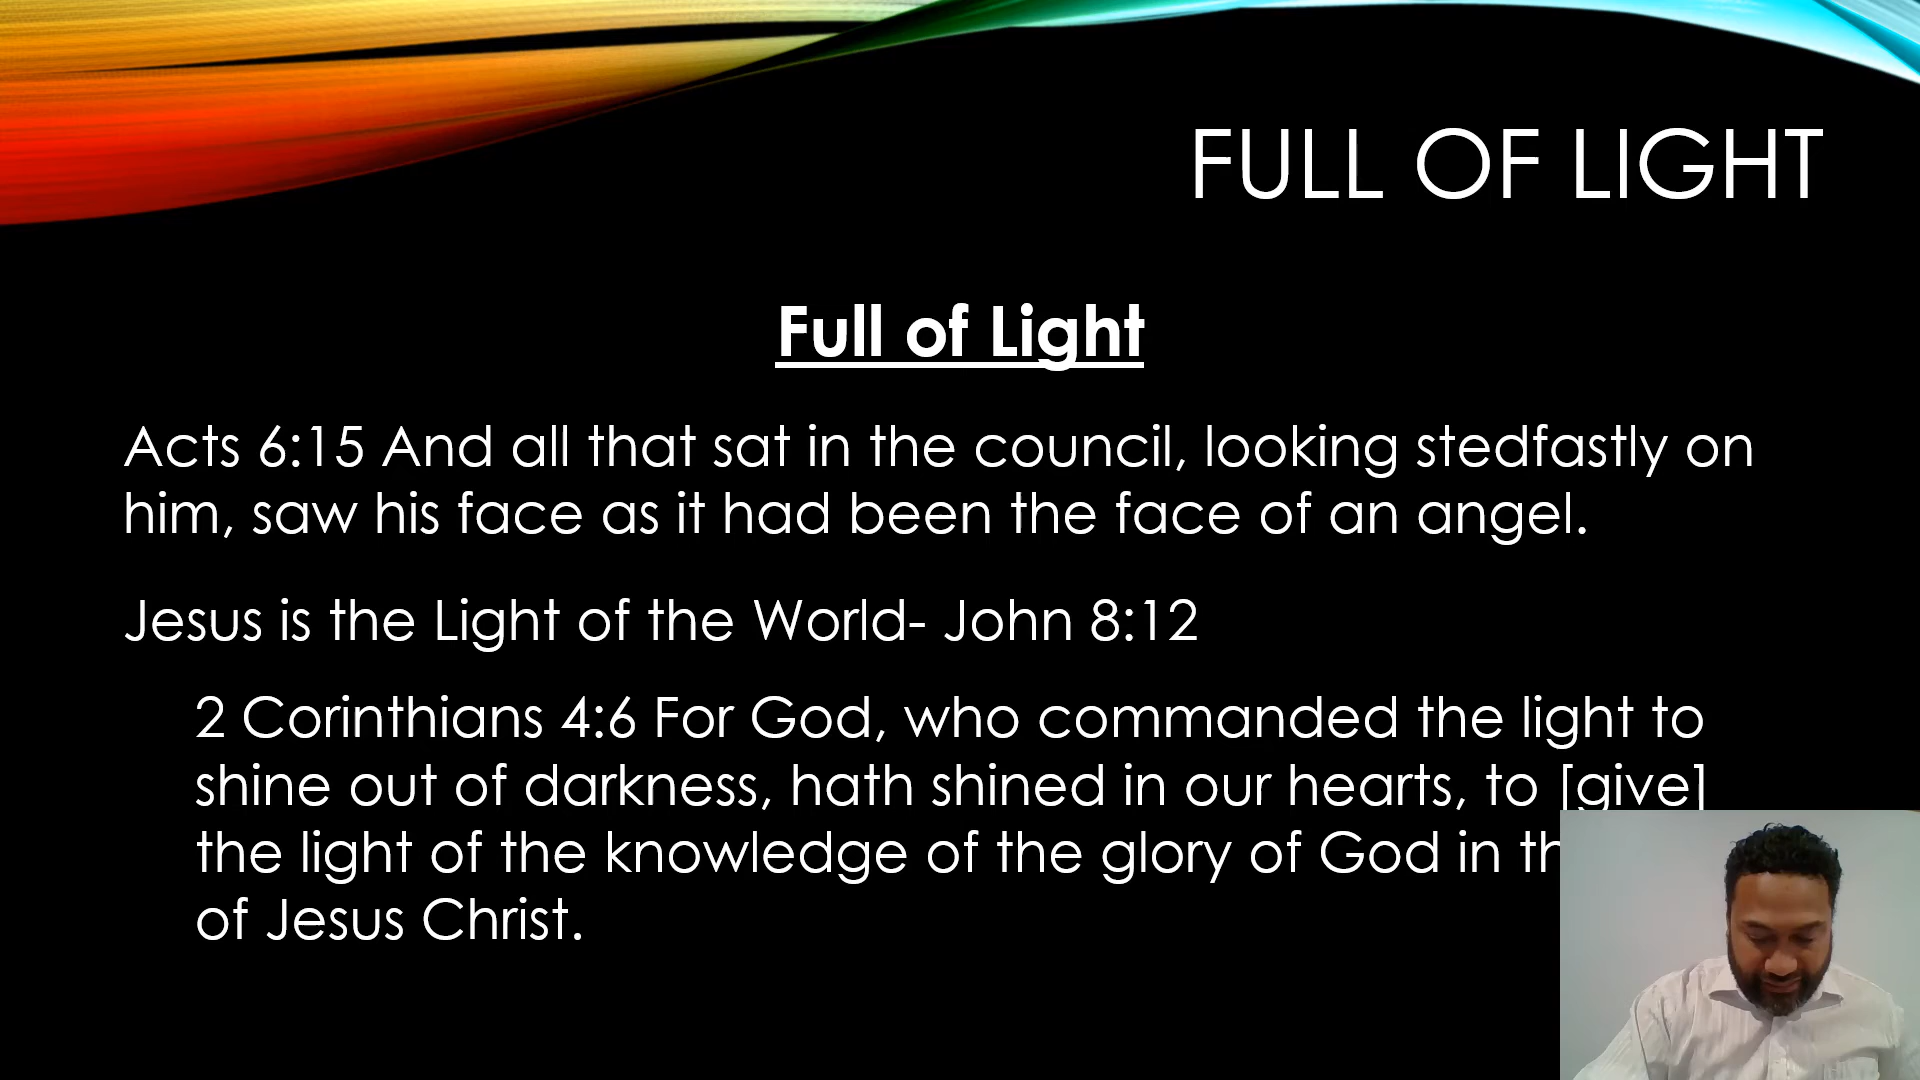 FULL OF LIGHT
Full of Light
Acts 6:15 And all that sat in the council, looking stedfastly on
him, saw his face as it had been the face of an angel.
Jesus is the Light of the World- John 8:12
2 Corinthians 4:6 For God, who commanded the light to
shine out of darkness, hath shined in our hearts, to [give]
the light of the knowledge of the glory of God in
of Jesus Christ.